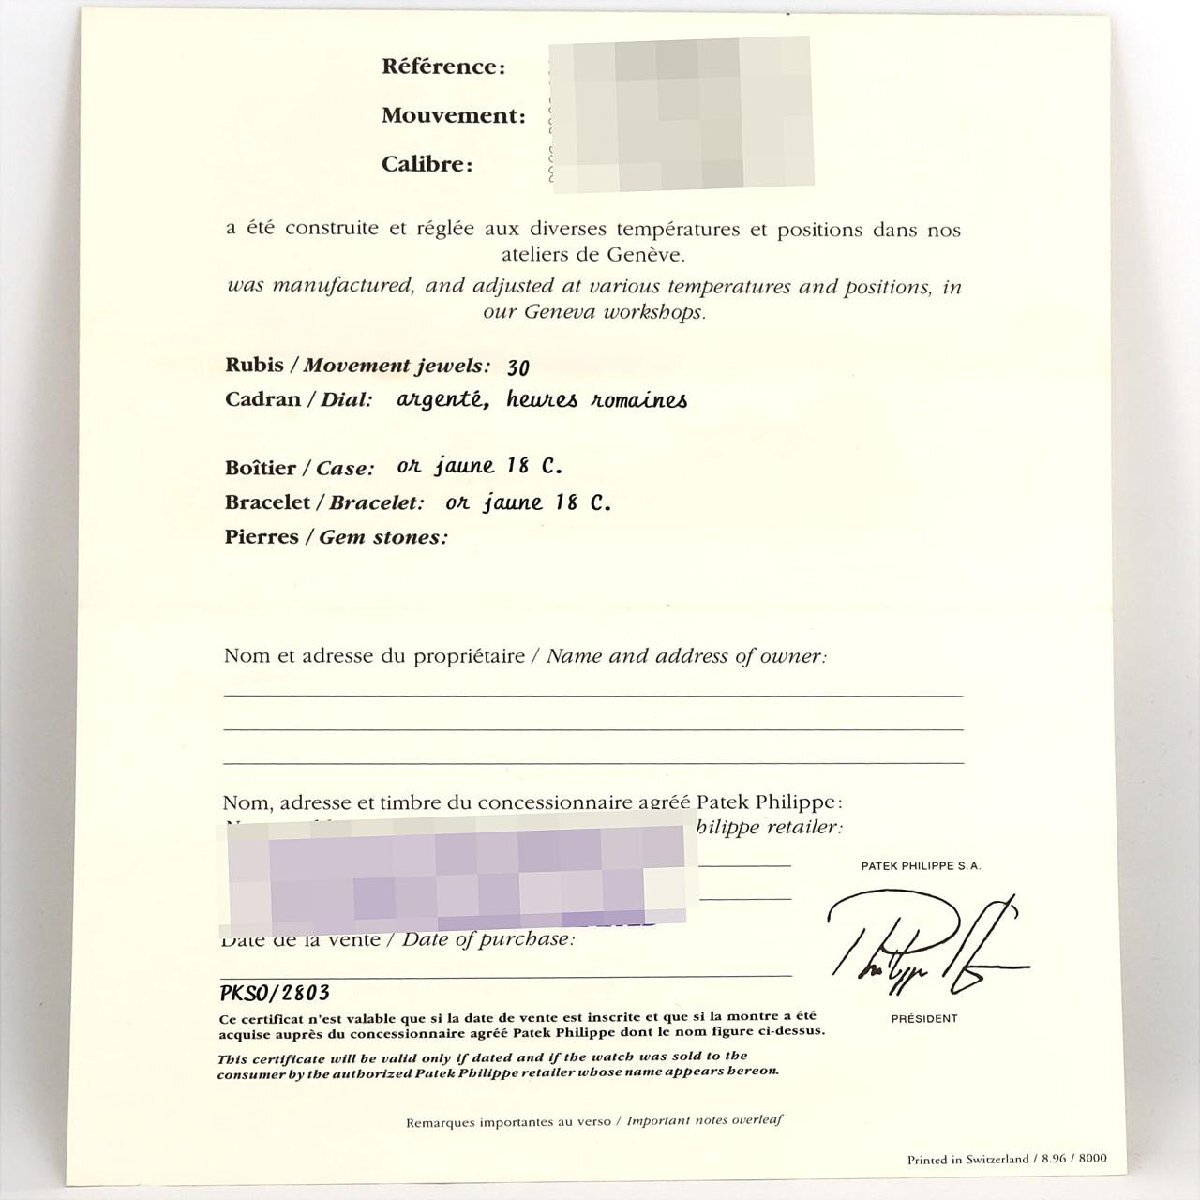 Référence:
Mouvement:
Calibre:
a été construite et réglée aux diverses températures et positions dans nos
ateliers de Genève.
was manufactured, and adjusted at various temperatures and positions, in
our Geneva workshops.
Rubis / Movement jewels: 30
Cadran / Dial: argenté, heures romaines
Boîtier / Case: or jaune 18 C.
Bracelet / Bracelet: or jaune 18 C.
Pierres / Gem stones:
Nom et adresse du propriétaire / Name and address of owner:
Nom, adresse et timbre du concessionnaire agréé Patek Philippe:
retailer:
PATEK PHILIPPE S.A.
Date de la vente / Date of purchase:
PKSO/2803
PRÉSIDENT
Ce certificat n'est valable que si la date de vente est inscrite et que si la montre a été
acquise auprès du concessionnaire agréé Patek Philippe dont le nom figure ci-dessus.
This certificate will be valid only if dated and if the watch was sold to the
consumer by the authorized Patek Philippe retailer whose name appears hereon.
Remarques importantes au verso / Important notes overleaf
Printed in Switzerland / 8.96 / 8000